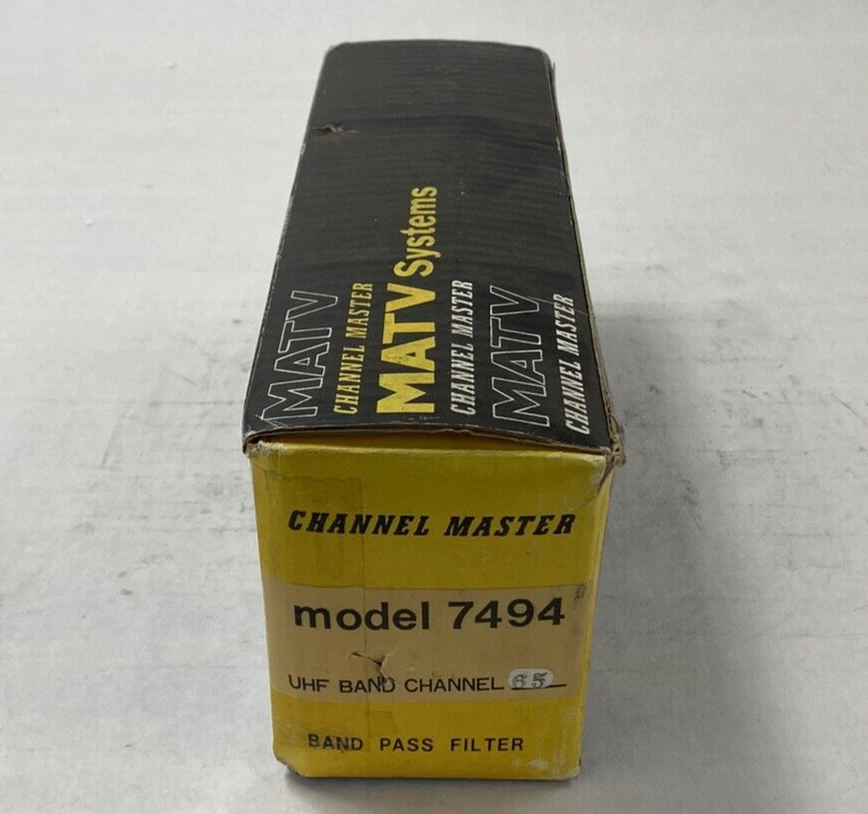 MATV
CHANNEL MASTER
MATV Systems
CHANNEL MASTER
MATV
CHANNEL MASTER
CHANNEL MASTER
model 7494
UHF BAND CHANNEL 65
BAND PASS FILTER